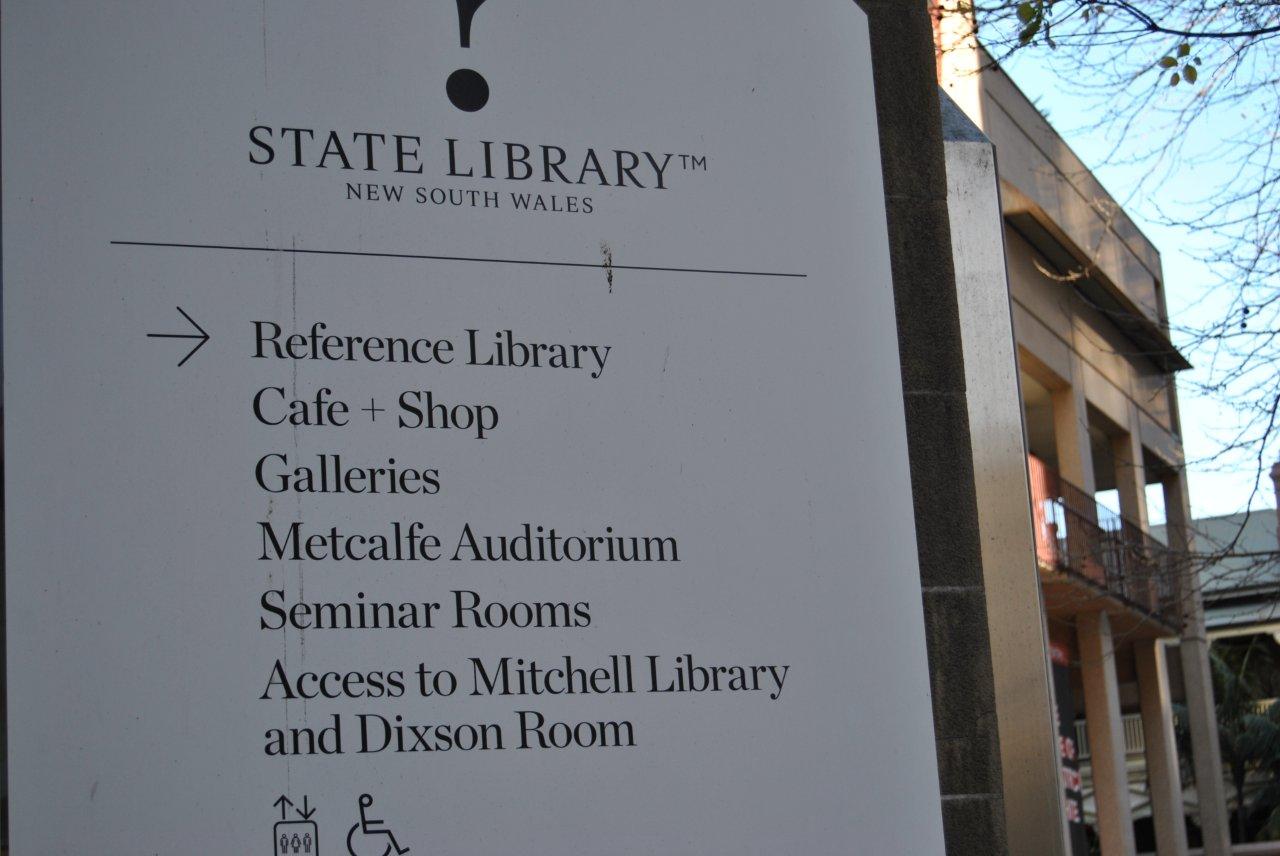 ?
STATE LIBRARY™
NEW SOUTH WALES
→ Reference Library
Cafe + Shop
Galleries
Metcalfe Auditorium
Seminar Rooms
Access to Mitchell Library
and Dixson Room